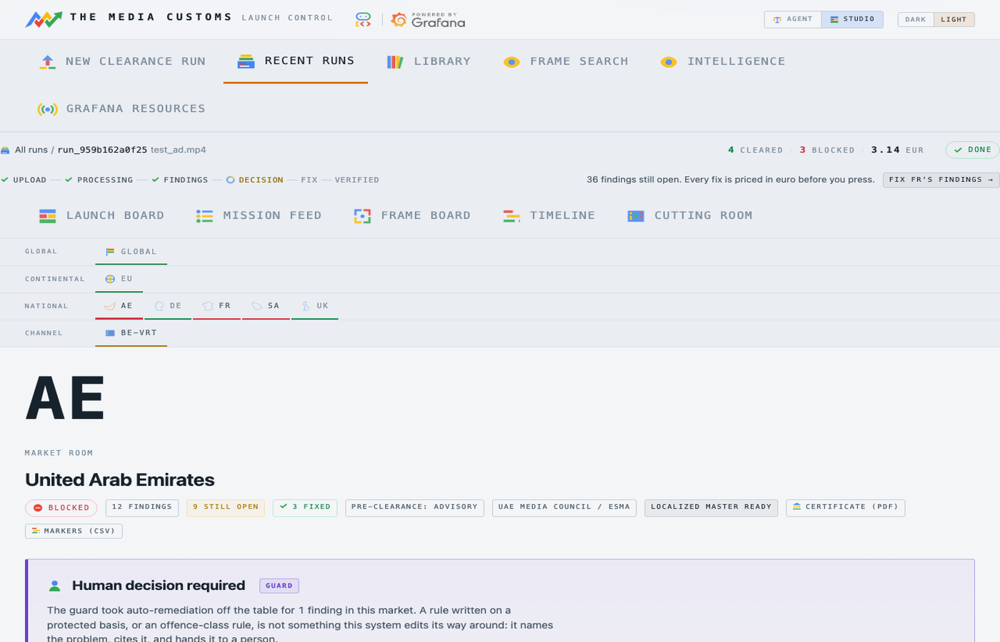 THE MEDIA CUSTOMS LAUNCH CONTROL POWERED BY Grafana AGENT STUDIO DARK LIGHT
NEW CLEARANCE RUN RECENT RUNS LIBRARY FRAME SEARCH INTELLIGENCE
GRAFANA RESOURCES
All runs / run_959b162a0f25 test_ad.mp4 4 CLEARED / 3 BLOCKED / 3.14 EUR DONE
UPLOAD — PROCESSING — FINDINGS — DECISION — FIX — VERIFIED 36 findings still open. Every fix is priced in euro before you press. FIX FR'S FINDINGS →
LAUNCH BOARD MISSION FEED FRAME BOARD TIMELINE CUTTING ROOM
GLOBAL GLOBAL
CONTINENTAL EU
NATIONAL AE DE FR SA UK
CHANNEL BE-VRT
AE
MARKET ROOM
United Arab Emirates
BLOCKED 12 FINDINGS 9 STILL OPEN 3 FIXED PRE-CLEARANCE: ADVISORY UAE MEDIA COUNCIL / ESMA LOCALIZED MASTER READY CERTIFICATE (PDF)
MARKERS (CSV)
Human decision required GUARD
The guard took auto-remediation off the table for 1 finding in this market. A rule written on a
protected basis, or an offence-class rule, is not something this system edits its way around: it names
the problem, cites it, and hands it to a person.